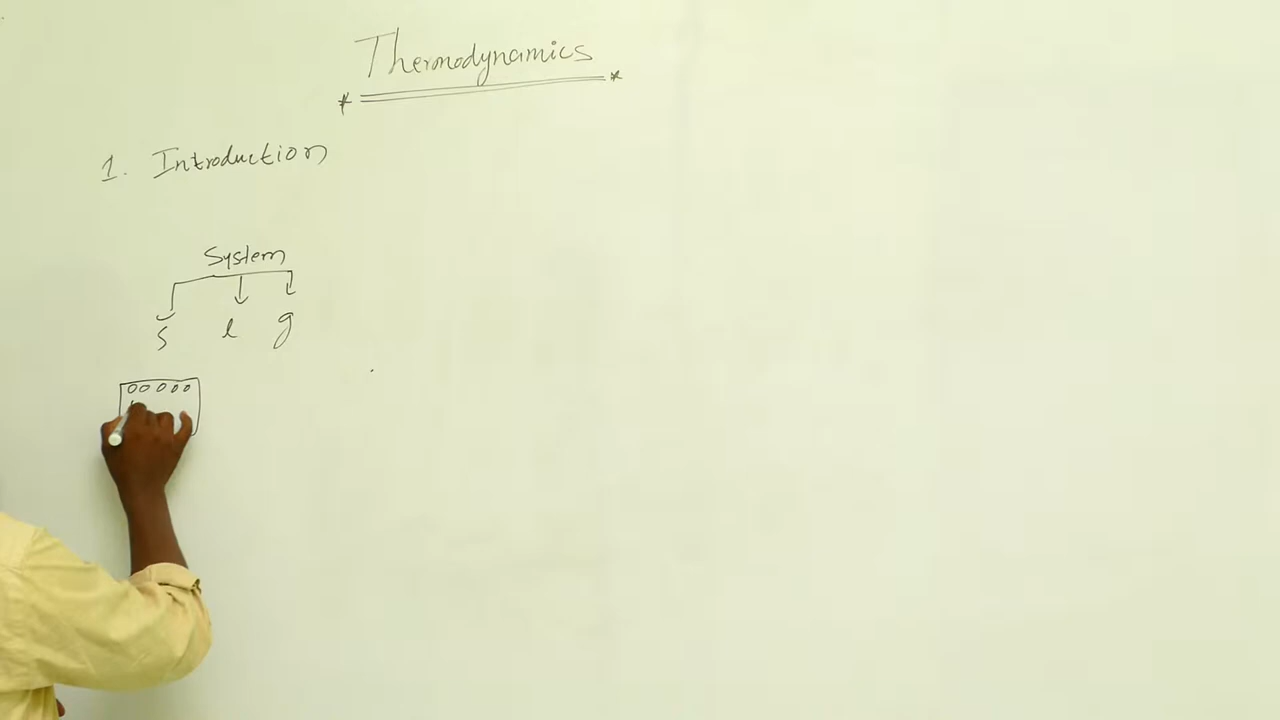 Thermodynamics
1. Introduction
System
s l g